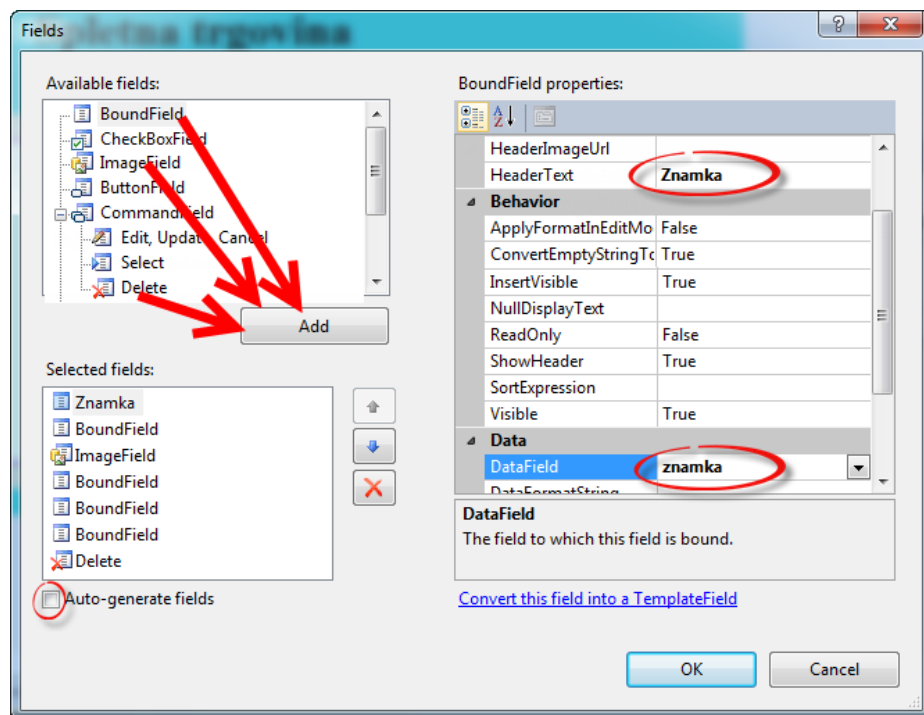 Fields
pletna trgovina
Available fields:
BoundField
CheckBoxField
ImageField
ButtonField
CommandField
Edit, Update, Cancel
Select
Delete
Add
Selected fields:
Znamka
BoundField
ImageField
BoundField
BoundField
BoundField
Delete
Auto-generate fields
BoundField properties:
HeaderImageUrl
HeaderText Znamka
Behavior
ApplyFormatInEditMo False
ConvertEmptyStringTo True
InsertVisible True
NullDisplayText
ReadOnly False
ShowHeader True
SortExpression
Visible True
Data
DataField znamka
DataFormatString
DataField
The field to which this field is bound.
Convert this field into a TemplateField
OK Cancel